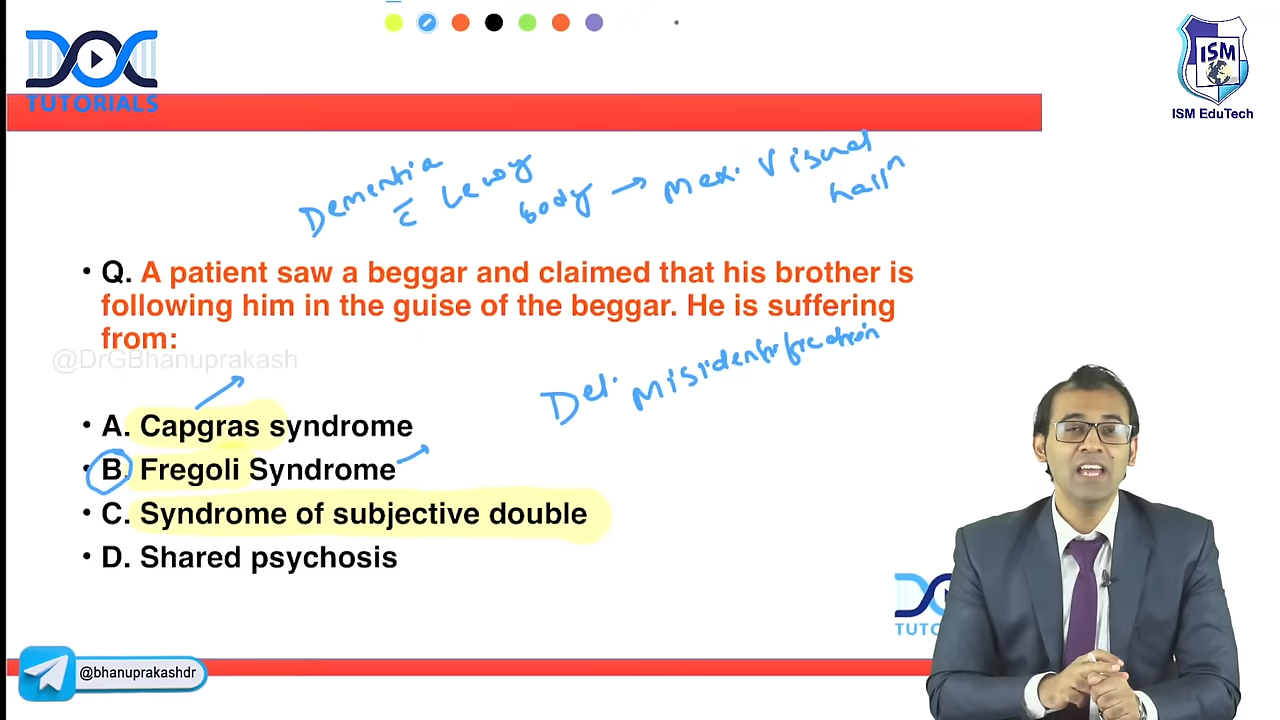 DOC
TUTORIALS
ISM
ISM EduTech
Dementia c̄ Lewy body → Max. Visual halln
• Q. A patient saw a beggar and claimed that his brother is
following him in the guise of the beggar. He is suffering
from:
@DrGBhanuprakash
Del. Misidentification
• A. Capgras syndrome
• B. Fregoli Syndrome
• C. Syndrome of subjective double
• D. Shared psychosis
DO
TUTO
@bhanuprakashdr